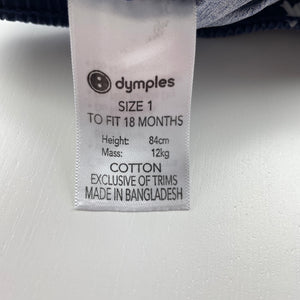 dymples
SIZE 1
TO FIT 18 MONTHS
Height: 84cm
Mass: 12kg
COTTON
EXCLUSIVE OF TRIMS
MADE IN BANGLADESH